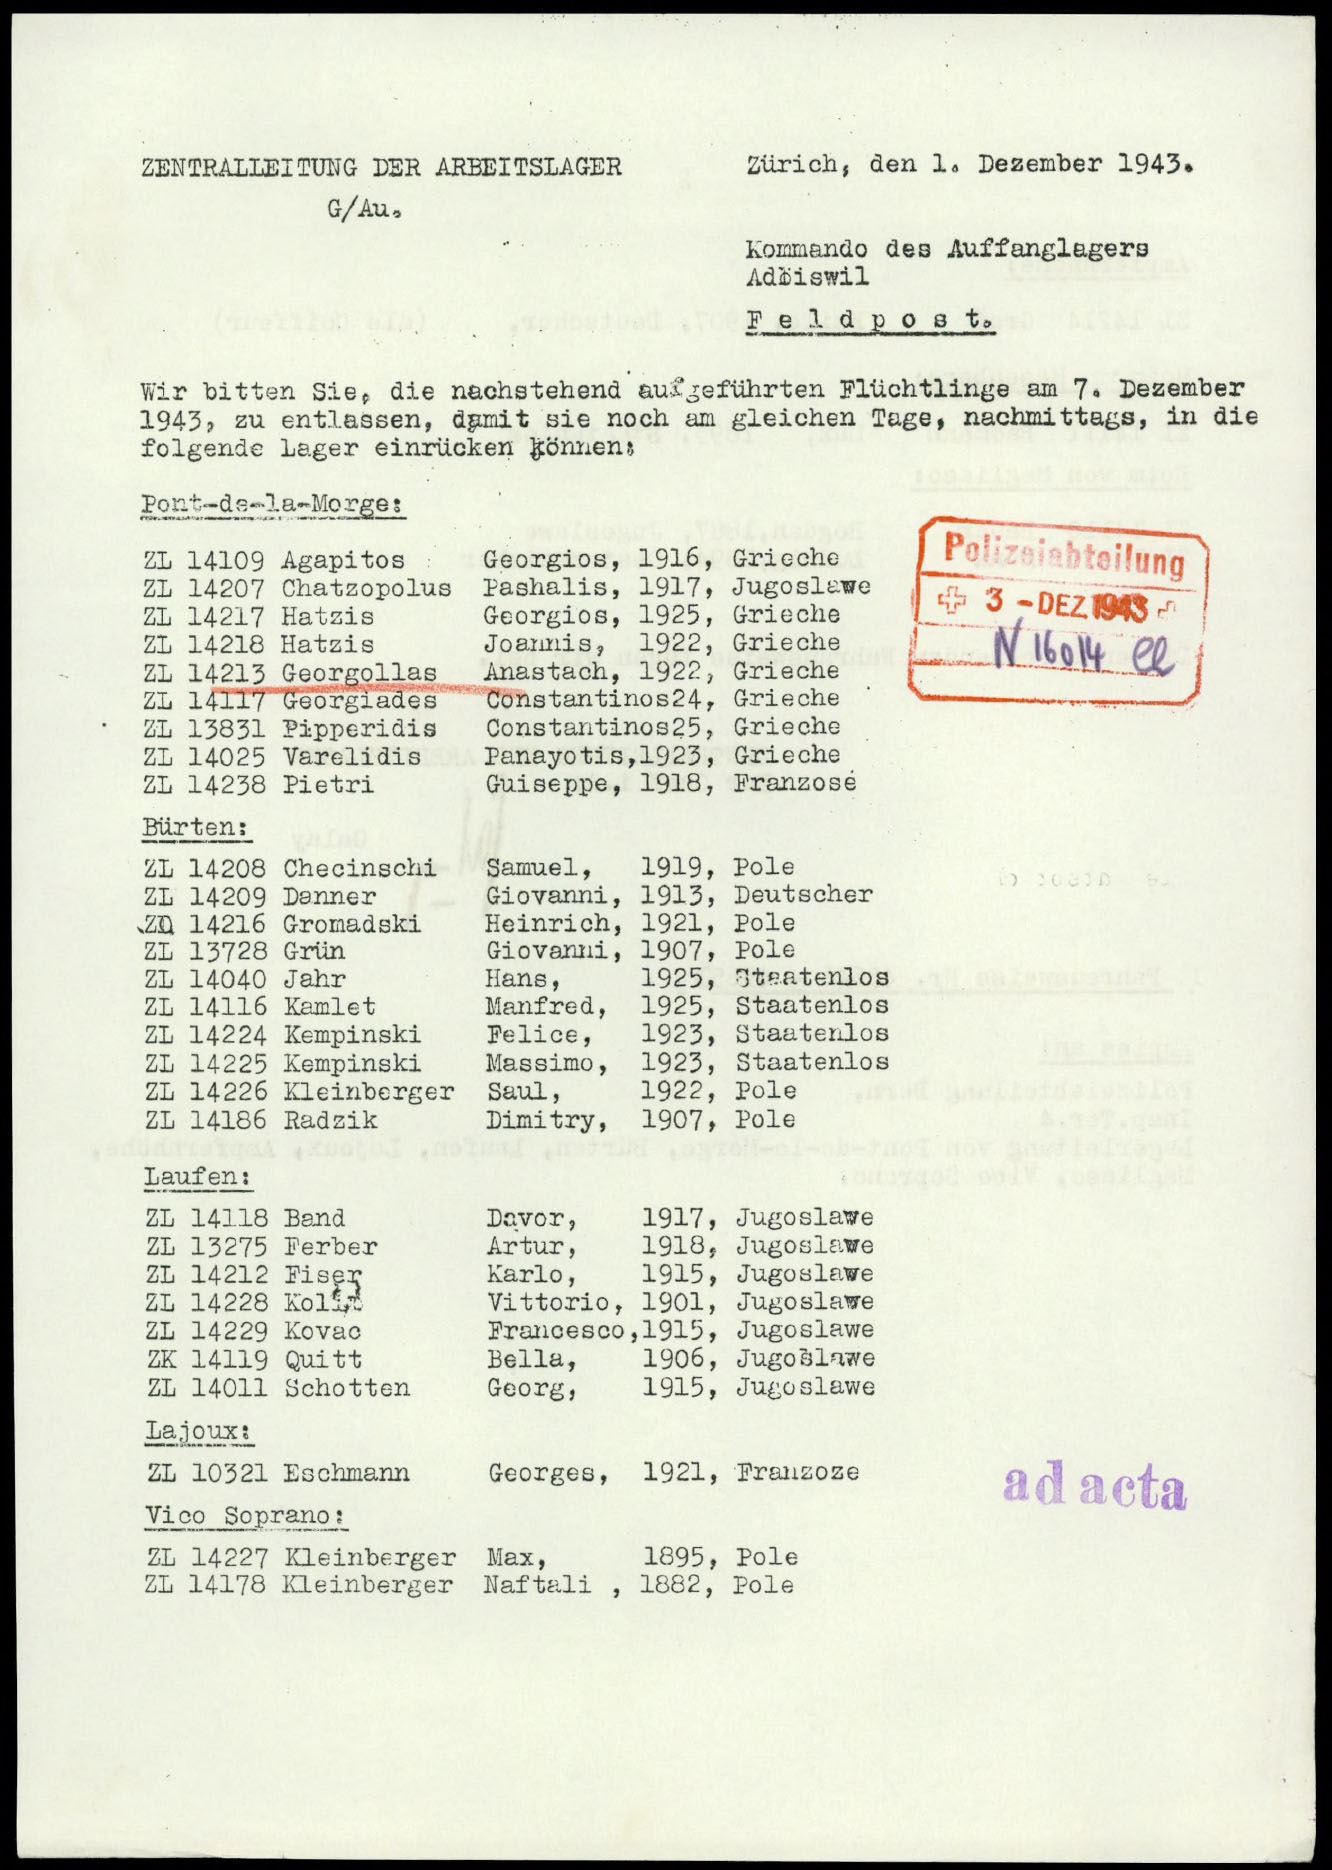 ZENTRALLEITUNG DER ARBEITSLAGER
G/Au.
Zürich, den 1. Dezember 1943.
Kommando des Auffanglagers
Adliswil
F e l d p o s t.
Wir bitten Sie, die nachstehend aufgeführten Flüchtlinge am 7. Dezember
1943, zu entlassen, damit sie noch am gleichen Tage, nachmittags, in die
folgende Lager einrücken können:
Pont-de-la-Morge:
ZL 14109 Agapitos Georgios, 1916, Grieche
ZL 14207 Chatzopolus Pashalis, 1917, Jugoslawe
ZL 14217 Hatzis Georgios, 1925, Grieche
ZL 14218 Hatzis Joannis, 1922, Grieche
ZL 14213 Georgollas Anastach, 1922, Grieche
ZL 14117 Georgiades Constantinos24, Grieche
ZL 13831 Pipperidis Constantinos25, Grieche
ZL 14025 Varelidis Panayotis,1923, Grieche
ZL 14238 Pietri Guiseppe, 1918, Franzose
Polizeiabteilung
3 -DEZ 1943
N 16014
Bürten:
ZL 14208 Checinschi Samuel, 1919, Pole
ZL 14209 Danner Giovanni, 1913, Deutscher
14216 Gromadski Heinrich, 1921, Pole
ZL 13728 Grün Giovanni, 1907, Pole
ZL 14040 Jahr Hans, 1925, Staatenlos
ZL 14116 Kamlet Manfred, 1925, Staatenlos
ZL 14224 Kempinski Felice, 1923, Staatenlos
ZL 14225 Kempinski Massimo, 1923, Staatenlos
ZL 14226 Kleinberger Saul, 1922, Pole
ZL 14186 Radzik Dimitry, 1907, Pole
Laufen:
ZL 14118 Band Davor, 1917, Jugoslawe
ZL 13275 Ferber Artur, 1918, Jugoslawe
ZL 14212 Fiser Karlo, 1915, Jugoslawe
ZL 14228 Vittorio, 1901, Jugoslawe
ZL 14229 Kovac Francesco,1915, Jugoslawe
ZK 14119 Quitt Bella, 1906, Jugoslawe
ZL 14011 Schotten Georg, 1915, Jugoslawe
Lajoux:
ZL 10321 Eschmann Georges, 1921, Franzoze
Vico Soprano:
ZL 14227 Kleinberger Max, 1895, Pole
ZL 14178 Kleinberger Naftali , 1882, Pole
ad acta